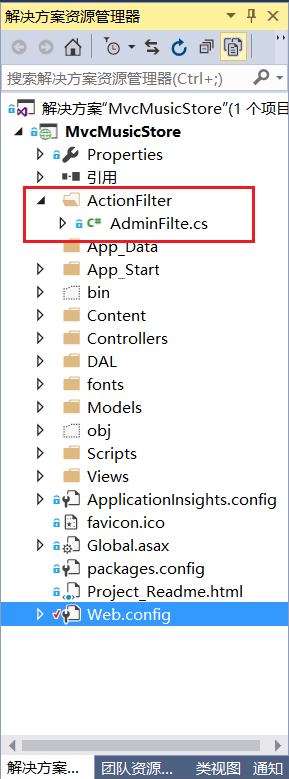 解决方案资源管理器
搜索解决方案资源管理器(Ctrl+;)
解决方案"MvcMusicStore"(1 个项目
MvcMusicStore
Properties
引用
ActionFilter
C# AdminFilte.cs
App_Data
App_Start
bin
Content
Controllers
DAL
fonts
Models
obj
Scripts
Views
ApplicationInsights.config
favicon.ico
Global.asax
packages.config
Project_Readme.html
Web.config
解决方案... 团队资源... 类视图 通知